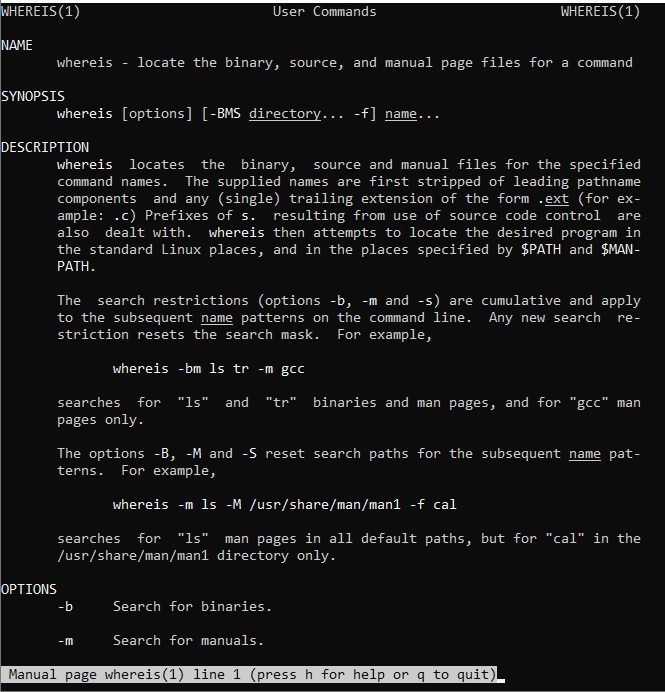 WHEREIS(1) User Commands WHEREIS(1)
NAME
whereis - locate the binary, source, and manual page files for a command
SYNOPSIS
whereis [options] [-BMS directory... -f] name...
DESCRIPTION
whereis locates the binary, source and manual files for the specified
command names. The supplied names are first stripped of leading pathname
components and any (single) trailing extension of the form .ext (for ex-
ample: .c) Prefixes of s. resulting from use of source code control are
also dealt with. whereis then attempts to locate the desired program in
the standard Linux places, and in the places specified by $PATH and $MAN-
PATH.
The search restrictions (options -b, -m and -s) are cumulative and apply
to the subsequent name patterns on the command line. Any new search re-
striction resets the search mask. For example,
whereis -bm ls tr -m gcc
searches for "ls" and "tr" binaries and man pages, and for "gcc" man
pages only.
The options -B, -M and -S reset search paths for the subsequent name pat-
terns. For example,
whereis -m ls -M /usr/share/man/man1 -f cal
searches for "ls" man pages in all default paths, but for "cal" in the
/usr/share/man/man1 directory only.
OPTIONS
-b Search for binaries.
-m Search for manuals.
Manual page whereis(1) line 1 (press h for help or q to quit)